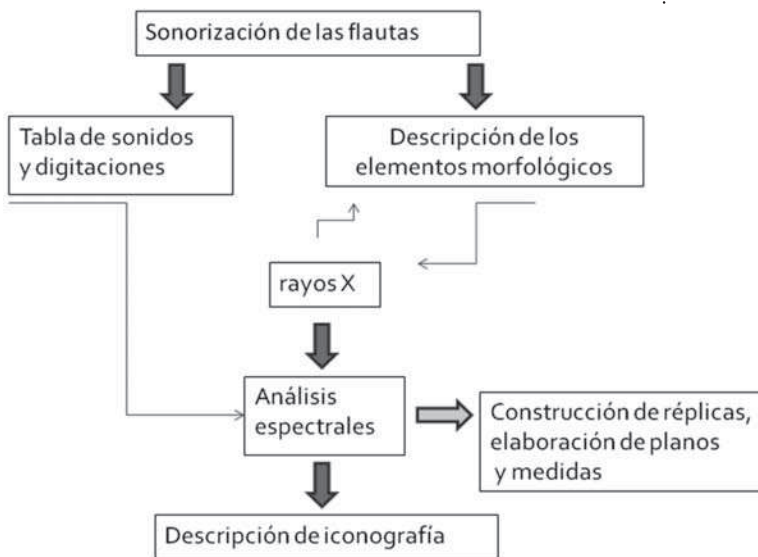 Sonorización de las flautas
Tabla de sonidos
y digitaciones
Descripción de los
elementos morfológicos
rayos X
Análisis
espectrales
Construcción de réplicas,
elaboración de planos
y medidas
Descripción de iconografía